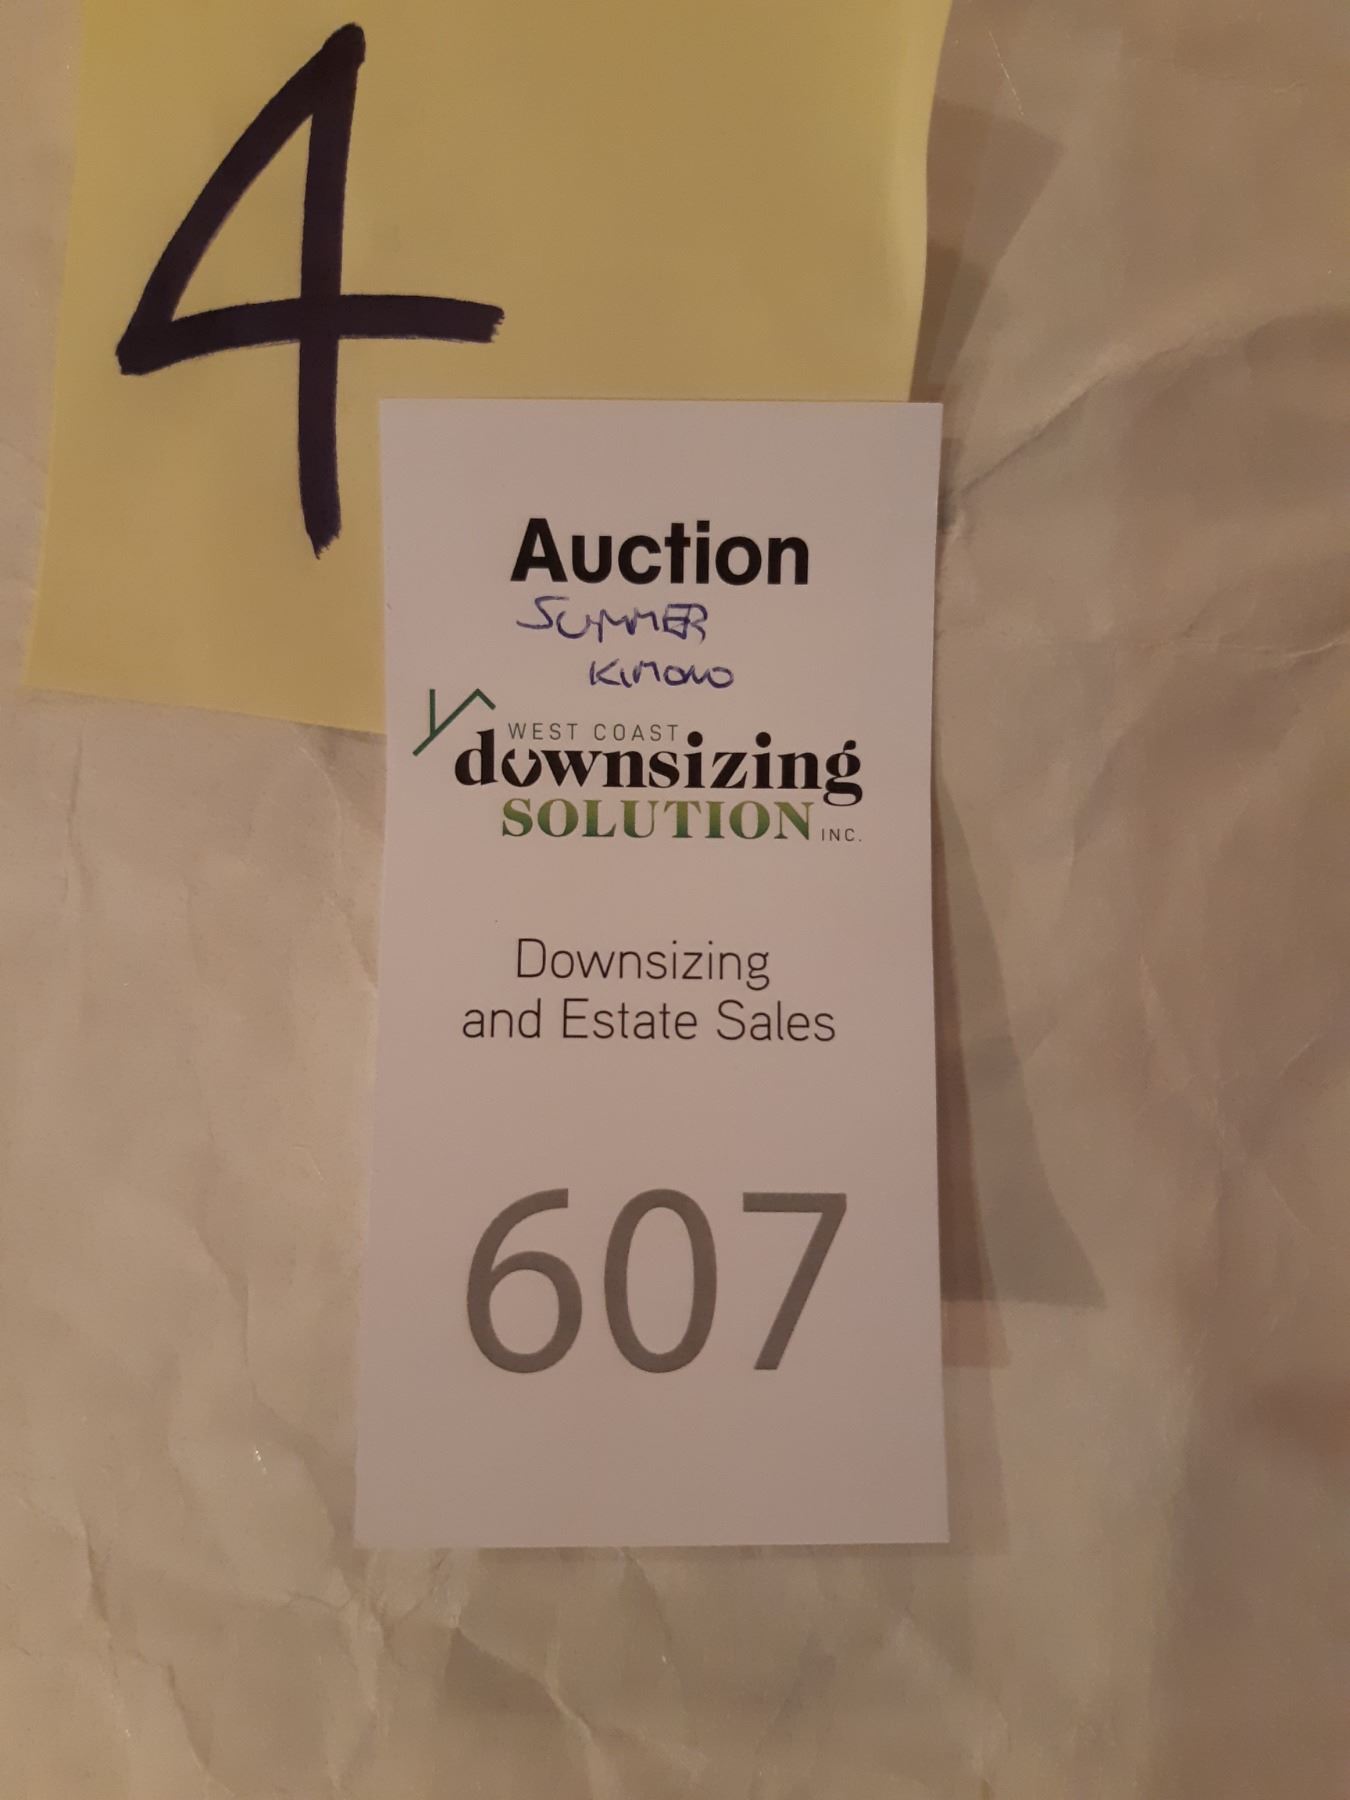 4
Auction
SUMMER
KIMONO
WEST COAST
downsizing
SOLUTION INC.
Downsizing
and Estate Sales
607